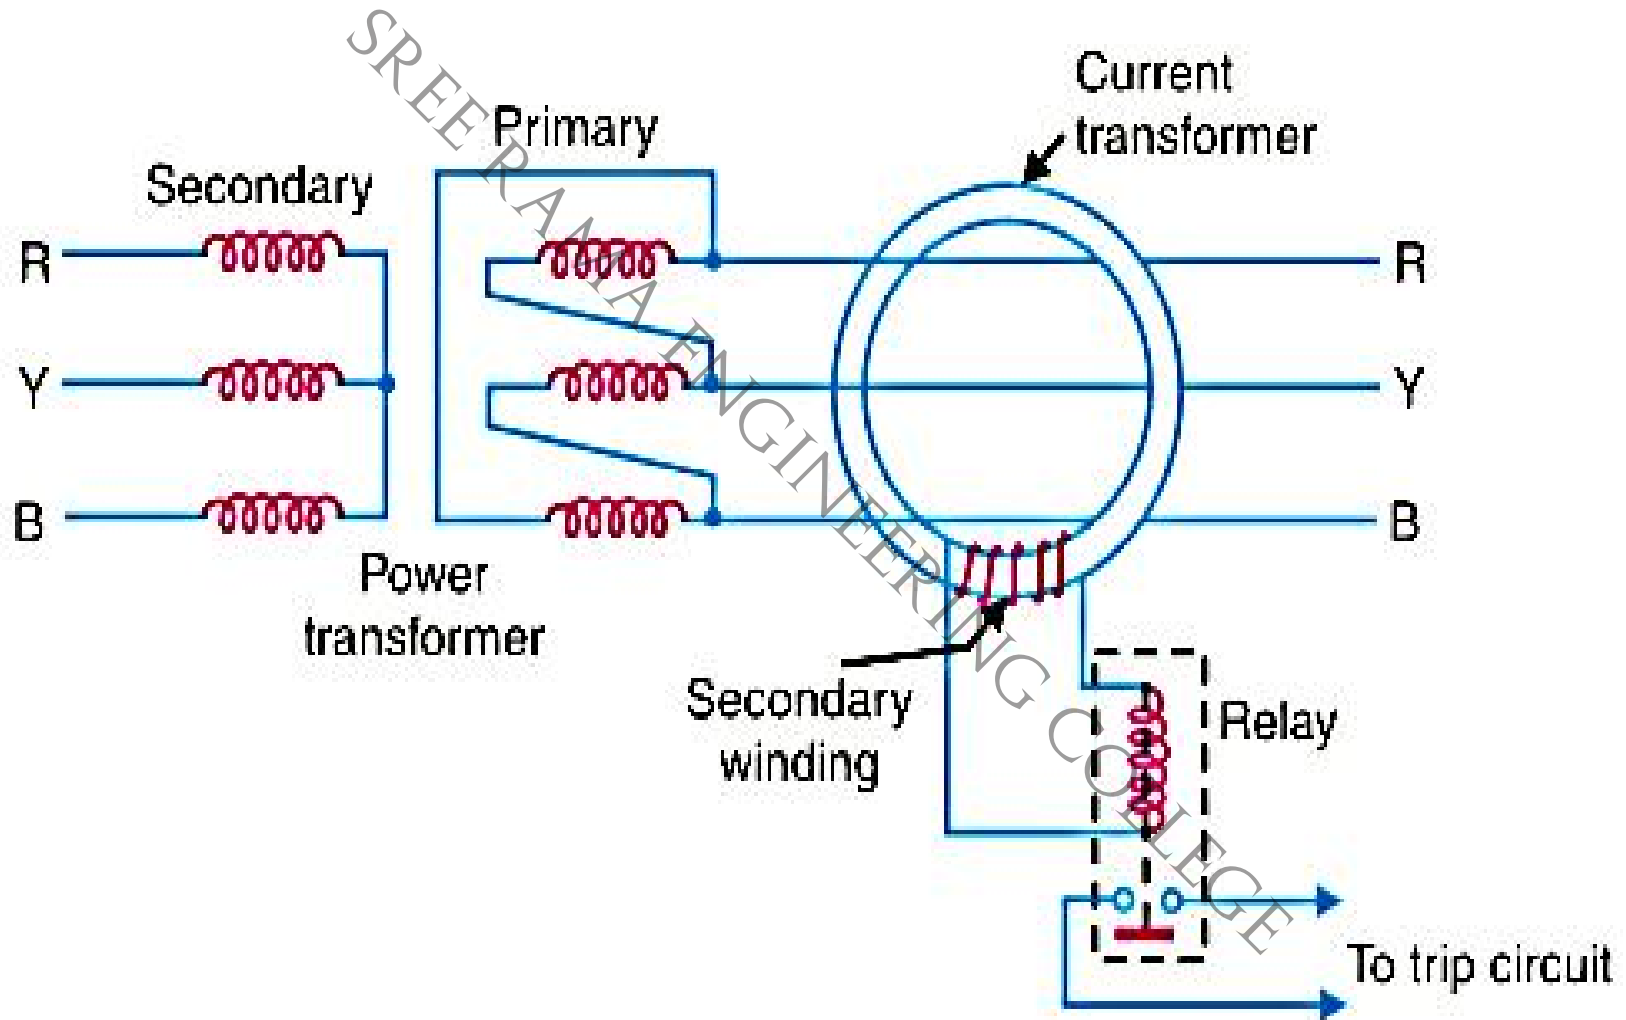 SREE RAMA ENGINEERING COLLEGE
Current
transformer
Primary
Secondary
R
R
Y
Y
B
B
Power
transformer
Secondary
winding
Relay
To trip circuit